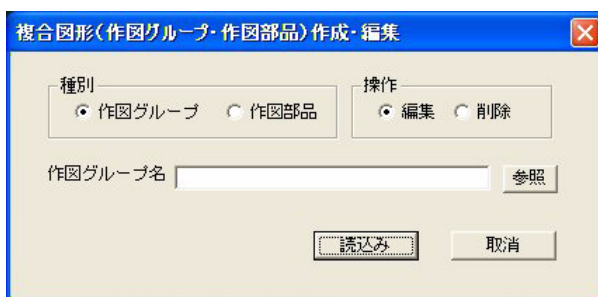 複合図形(作図グループ・作図部品)作成・編集
種別
作図グループ 作図部品
操作
編集 削除
作図グループ名 参照
読込み 取消